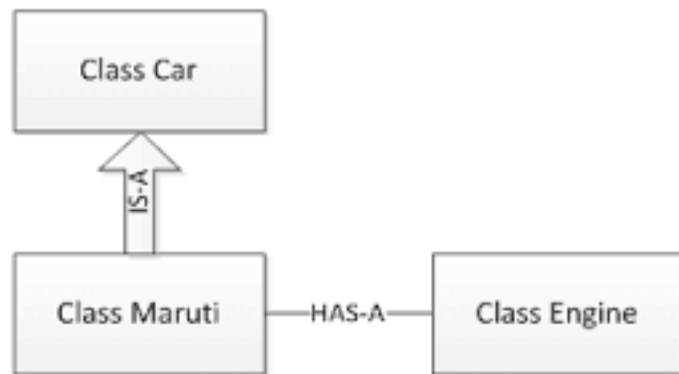 Class Car
IS-A
Class Maruti
HAS-A
Class Engine